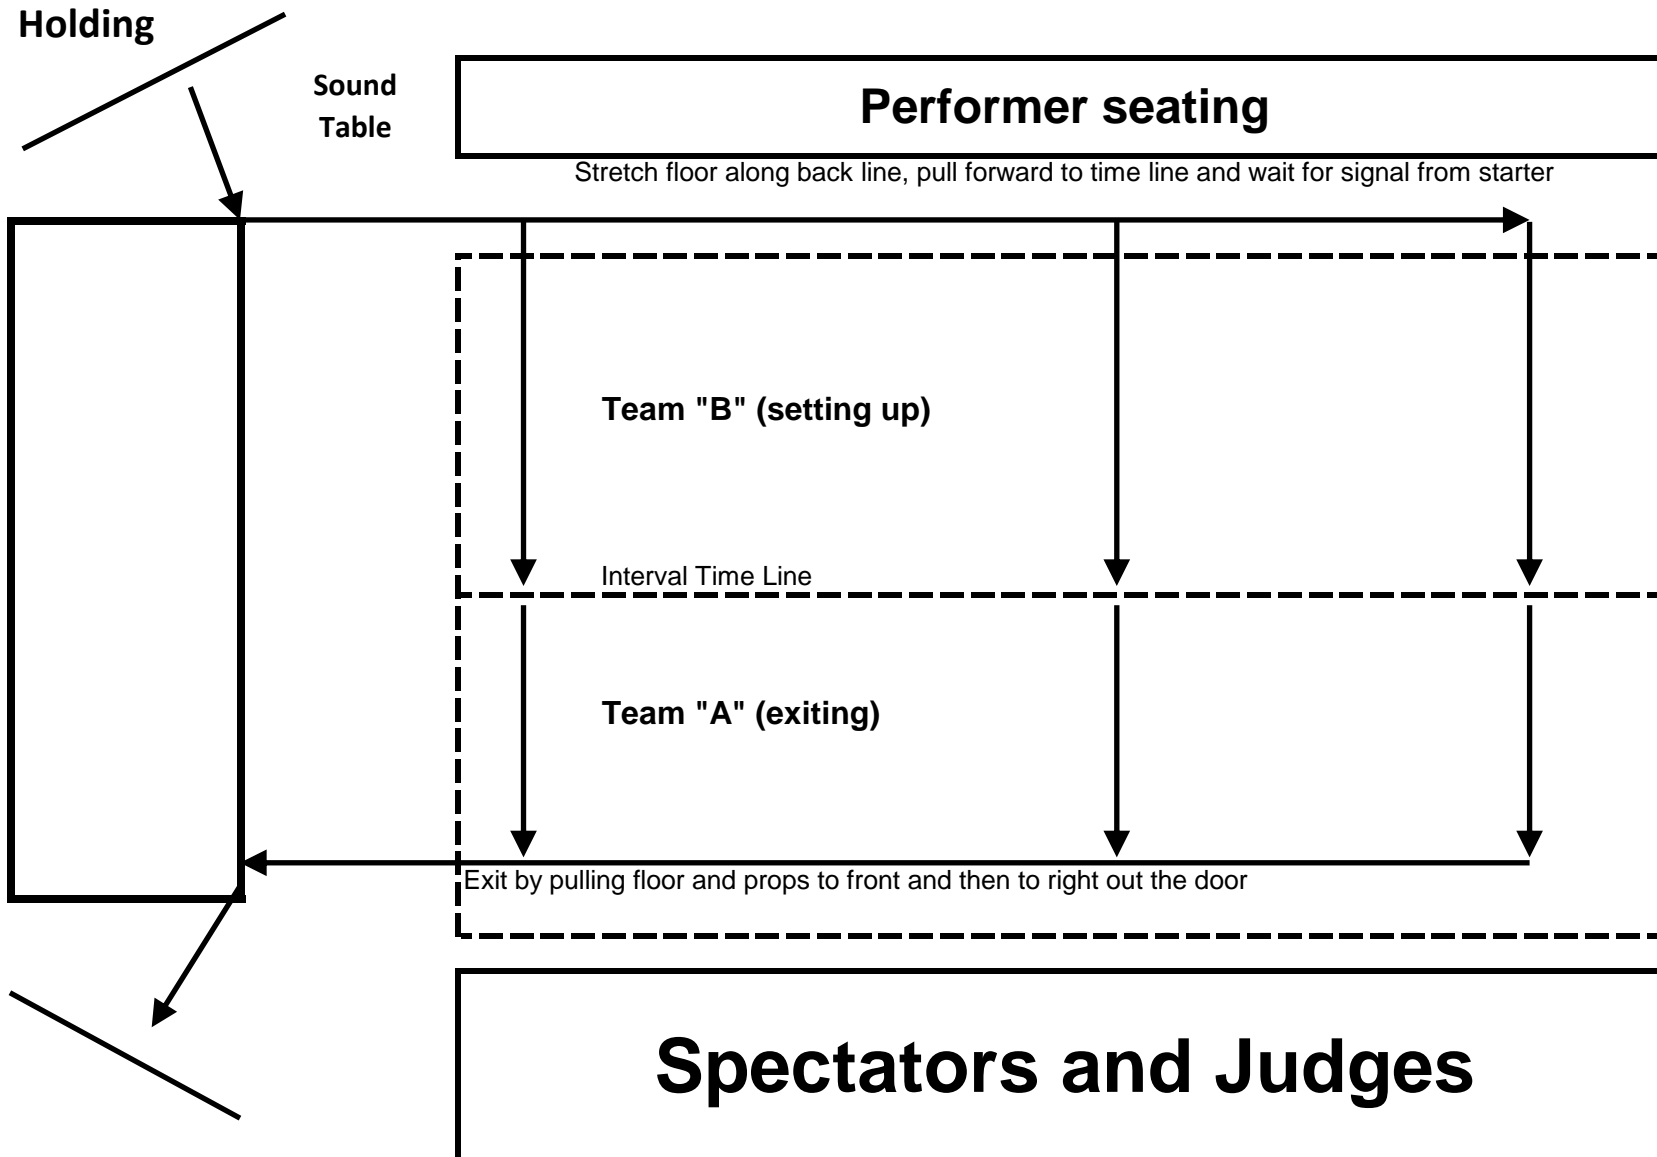 Holding
Sound
Table
Performer seating
Stretch floor along back line, pull forward to time line and wait for signal from starter
Team "B" (setting up)
Interval Time Line
Team "A" (exiting)
Exit by pulling floor and props to front and then to right out the door
Spectators and Judges